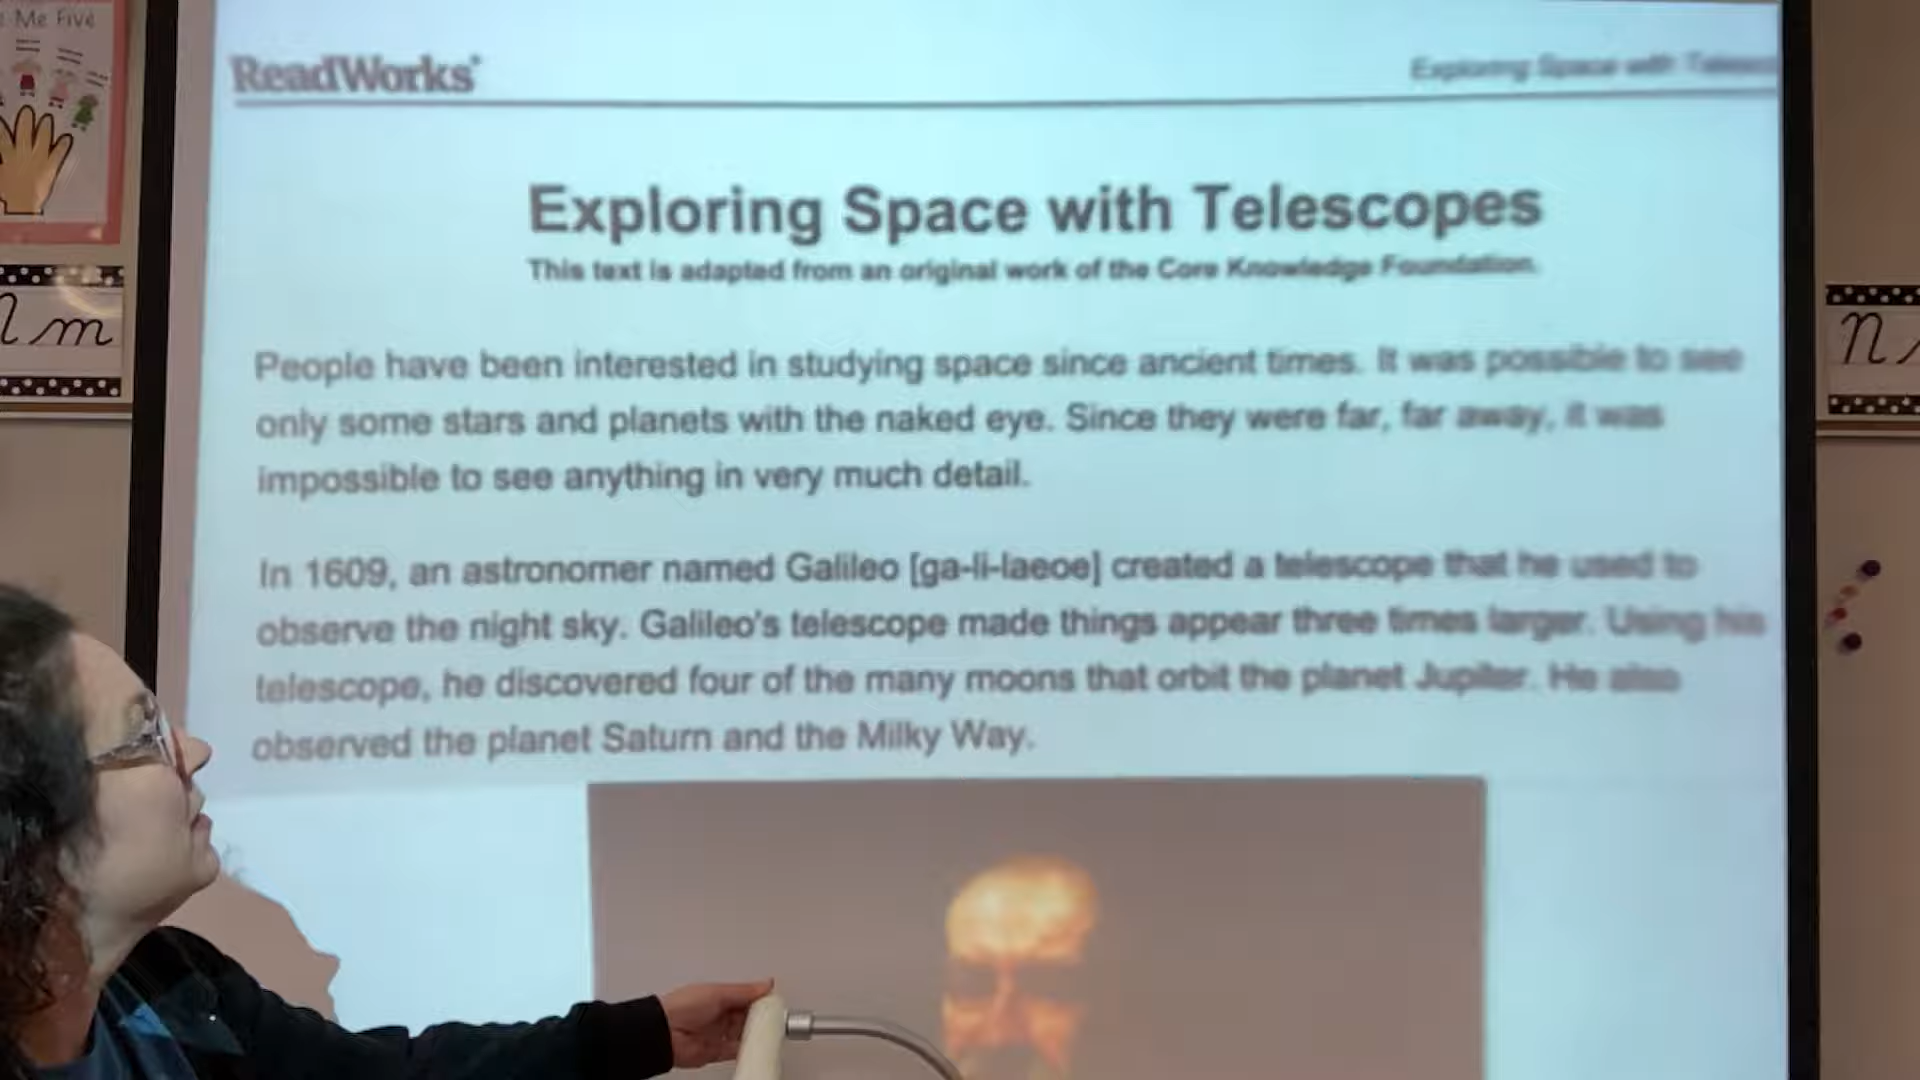 Me Five
ReadWorks
Exploring Space with
Exploring Space with Telescopes
This text is adapted from an original work of the Core Knowledge Foundation.
People have been interested in studying space since ancient times. It was possible to see
only some stars and planets with the naked eye. Since they were far, far away, it was
impossible to see anything in very much detail.
In 1609, an astronomer named Galileo [ga-li-laeoe] created a telescope that he used to
observe the night sky. Galileo's telescope made things appear three times larger. Using his
telescope, he discovered four of the many moons that orbit the planet Jupiter. He also
observed the planet Saturn and the Milky Way.
m
n